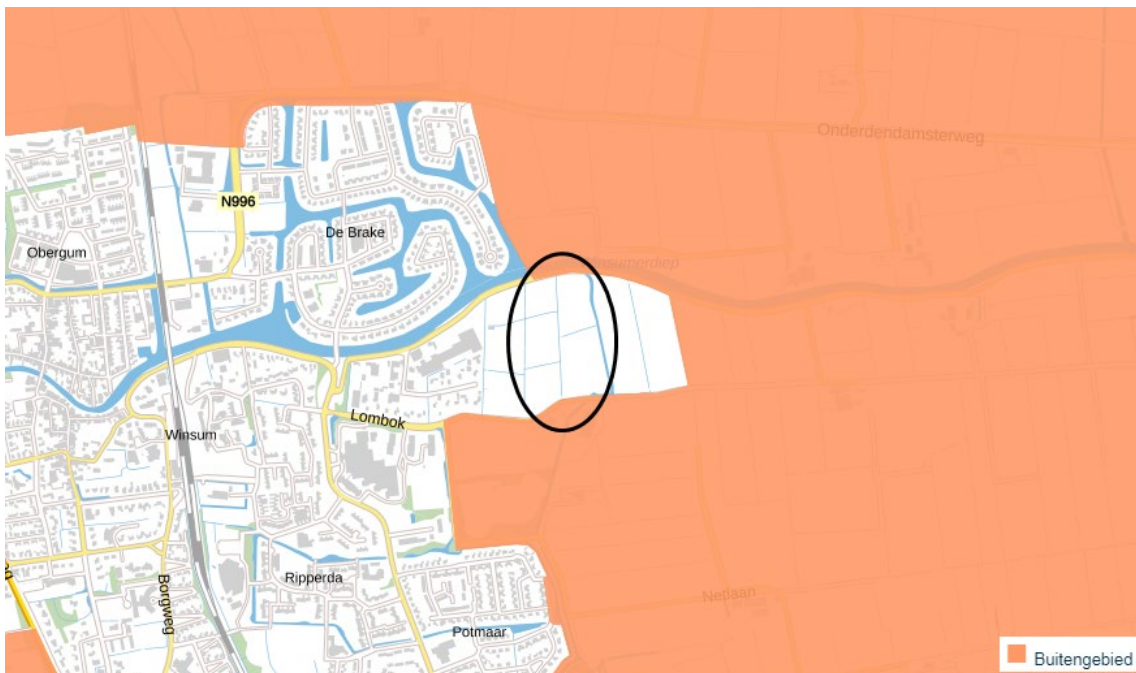 Onderdendamsterweg
N996
De Brake
Obergum
Winsumerdiep
Lombok
Winsum
Ripperda
Borgweg
Netlaan
Potmaar
Buitengebied